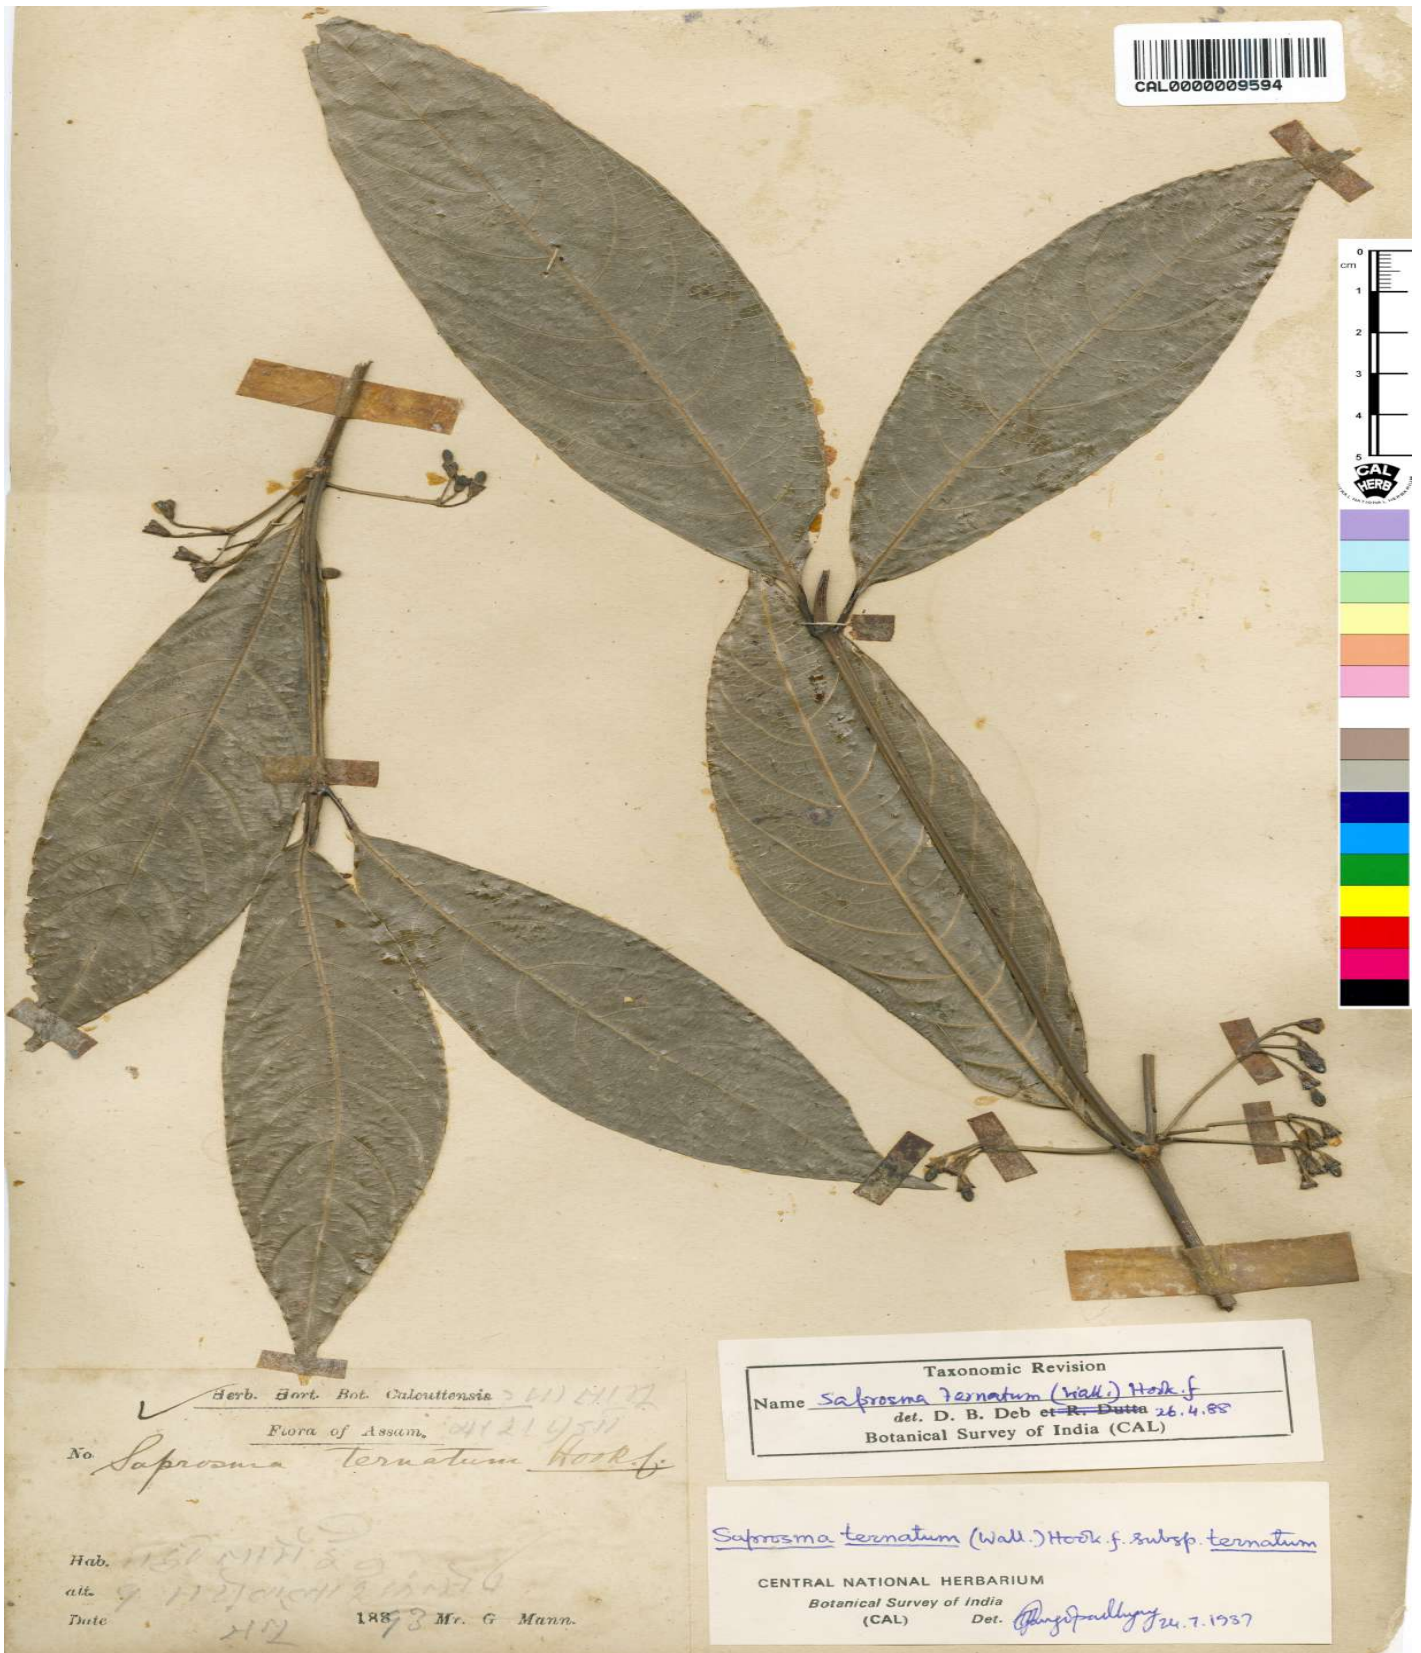 CAL0000009594
0
cm
1
2
3
4
5
CAL
HERB
Herb. Hort. Bot. Calcuttensis
Flora of Assam.
No Saprosma ternatum Hook.f.
Hab.
alt.
Date 188 93 Mr. G Mann.
Taxonomic Revision
Name Saprosma ternatum (Wall.) Hook.f
det. D. B. Deb et R. Dutta 26.4.88
Botanical Survey of India (CAL)
Saprosma ternatum (Wall.) Hook.f. subsp. ternatum
CENTRAL NATIONAL HERBARIUM
Botanical Survey of India
(CAL) Det. 24.7.1937